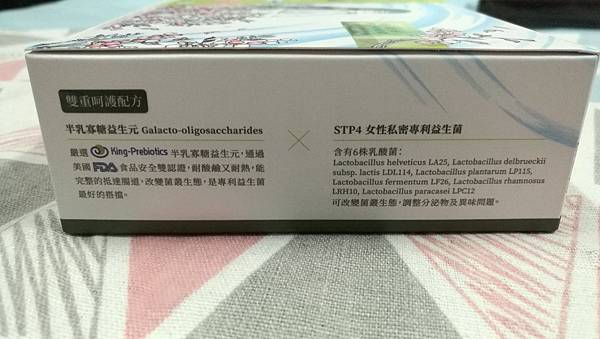 雙重呵護配方
半乳寡糖益生元 Galacto-oligosaccharides
嚴選 King-Prebiotics 半乳寡糖益生元,通過
美國 FDA 食品安全雙認證,耐酸鹼又耐熱,能
完整的抵達腸道,改變菌叢生態,是專利益生菌
最好的搭擋。
STP4 女性私密專利益生菌
含有6株乳酸菌:
Lactobacillus helveticus LA25, Lactobacillus delbrueckii
subsp. lactis LDL114, Lactobacillus plantarum LP115,
Lactobacillus fermentum LF26, Lactobacillus rhamnosus
LRH10, Lactobacillus paracasei LPC12
可改變菌叢生態,調整分泌物及異味問題。